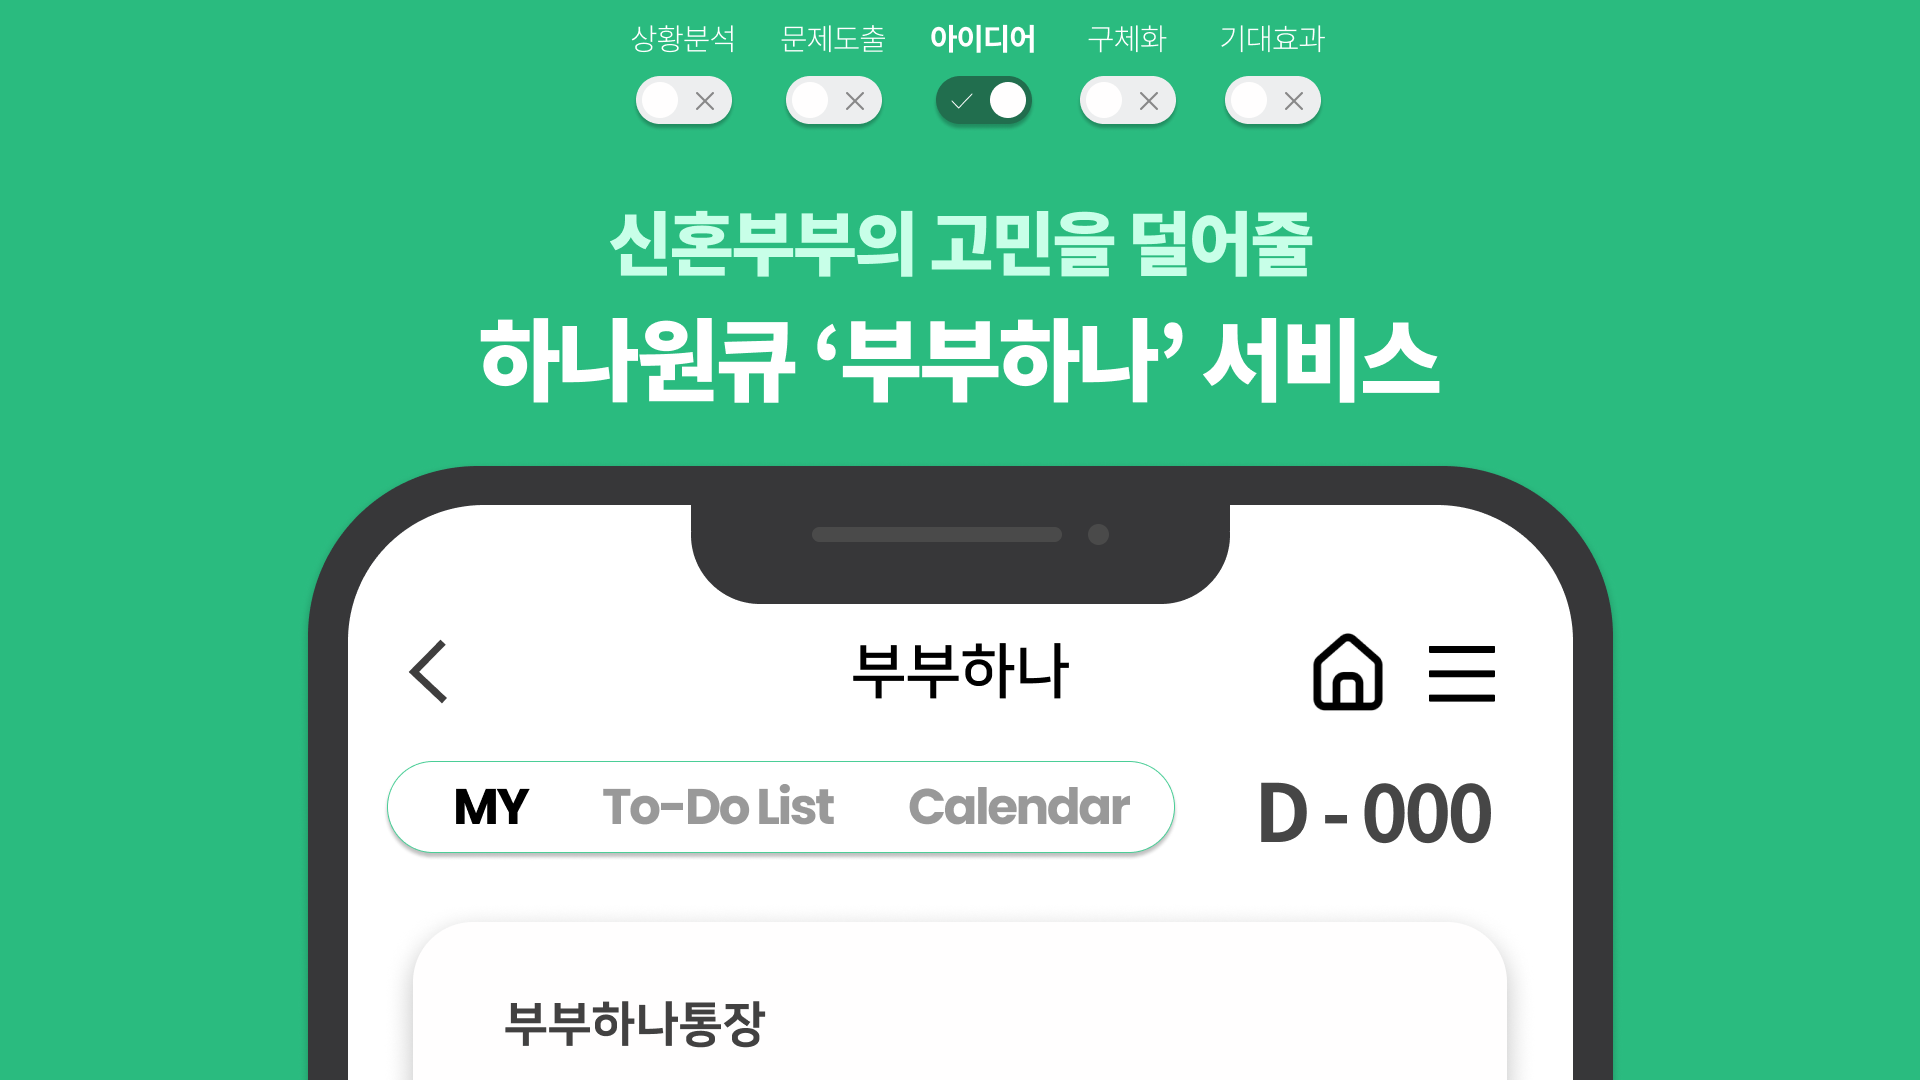 상황분석 문제도출 아이디어 구체화 기대효과
신혼부부의 고민을 덜어줄
하나원큐 ‘부부하나’ 서비스
부부하나
MY To-Do List Calendar D - 000
부부하나통장